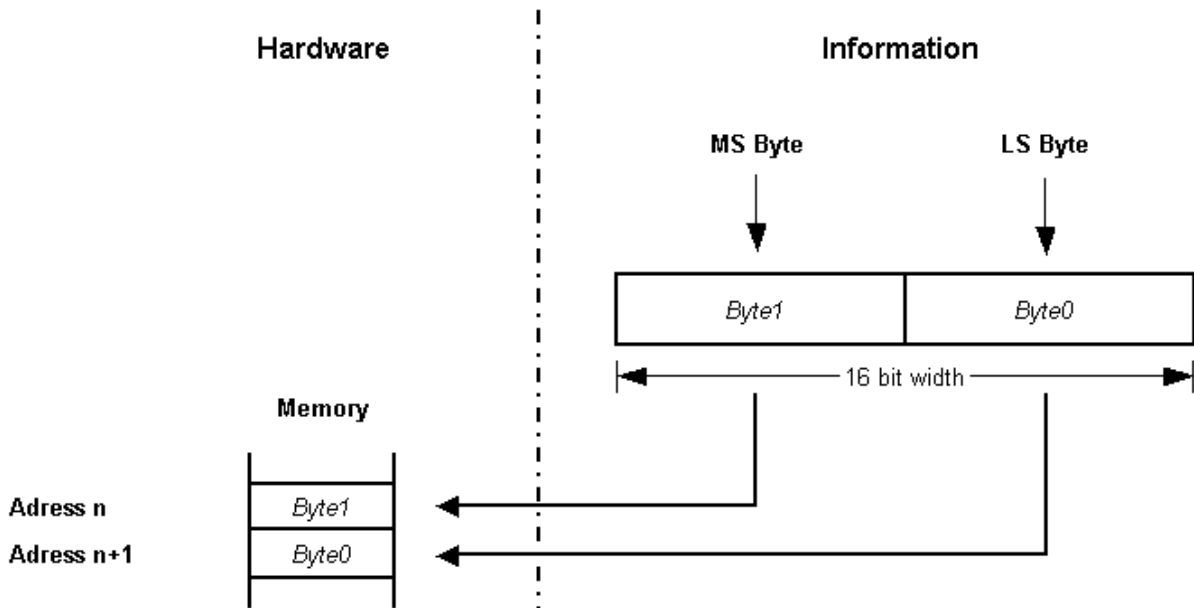 Hardware
Information
MS Byte
LS Byte
Byte1
Byte0
16 bit width
Memory
Adress n
Byte1
Adress n+1
Byte0